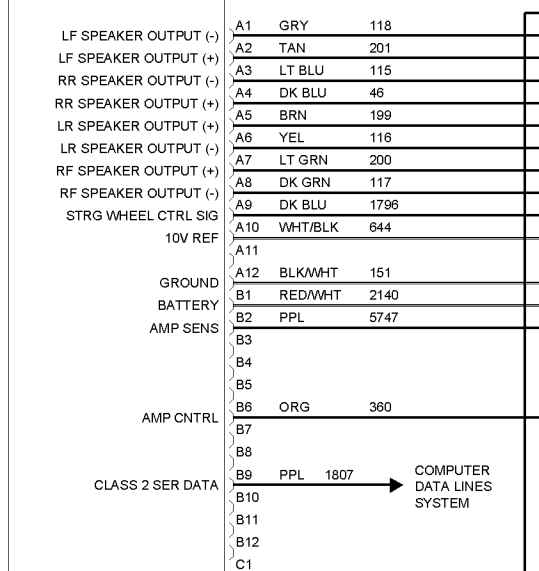 LF SPEAKER OUTPUT (-) A1 GRY 118
LF SPEAKER OUTPUT (+) A2 TAN 201
RR SPEAKER OUTPUT (-) A3 LT BLU 115
RR SPEAKER OUTPUT (+) A4 DK BLU 46
LR SPEAKER OUTPUT (+) A5 BRN 199
LR SPEAKER OUTPUT (-) A6 YEL 116
RF SPEAKER OUTPUT (+) A7 LT GRN 200
RF SPEAKER OUTPUT (-) A8 DK GRN 117
STRG WHEEL CTRL SIG A9 DK BLU 1796
10V REF A10 WHT/BLK 644
A11
GROUND A12 BLK/WHT 151
BATTERY B1 RED/WHT 2140
AMP SENS B2 PPL 5747
B3
B4
B5
AMP CNTRL B6 ORG 360
B7
B8
CLASS 2 SER DATA B9 PPL 1807 COMPUTER
DATA LINES
SYSTEM
B10
B11
B12
C1